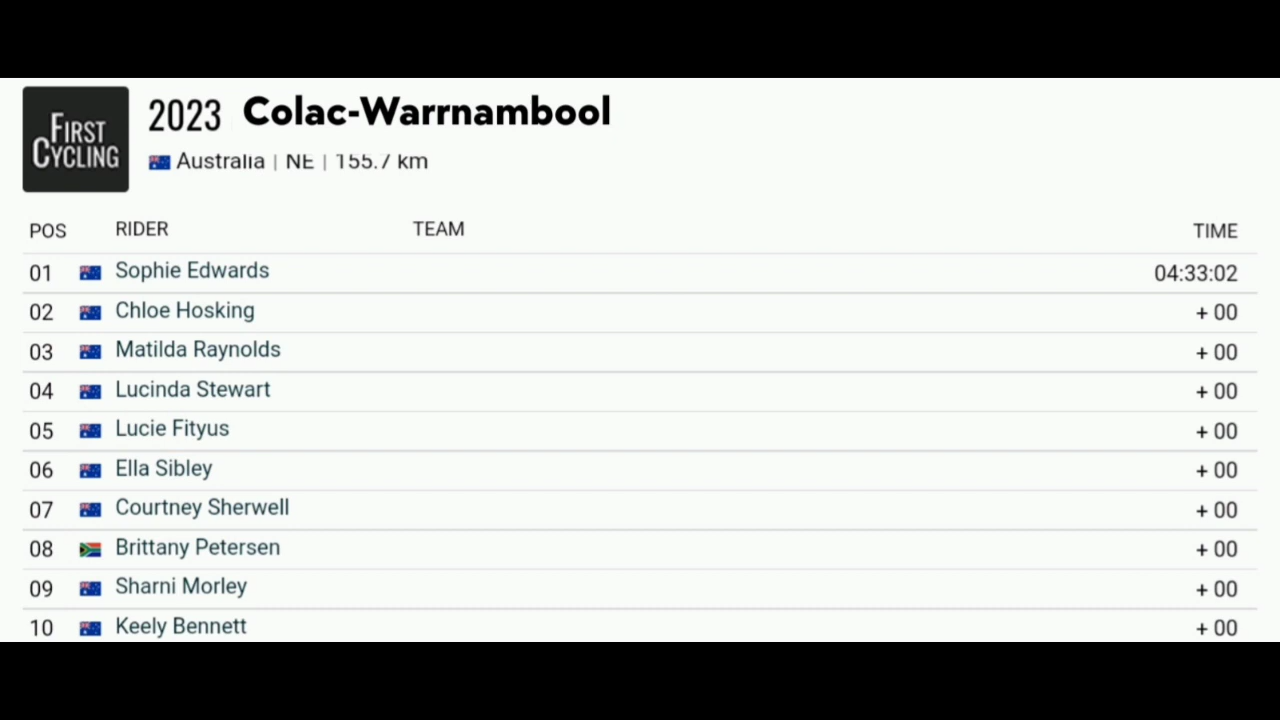 FIRST
CYCLING
2023 Colac-Warrnambool
Australia | NE | 155.7 km
POS RIDER TEAM TIME
01 Sophie Edwards 04:33:02
02 Chloe Hosking + 00
03 Matilda Raynolds + 00
04 Lucinda Stewart + 00
05 Lucie Fityus + 00
06 Ella Sibley + 00
07 Courtney Sherwell + 00
08 Brittany Petersen + 00
09 Sharni Morley + 00
10 Keely Bennett + 00